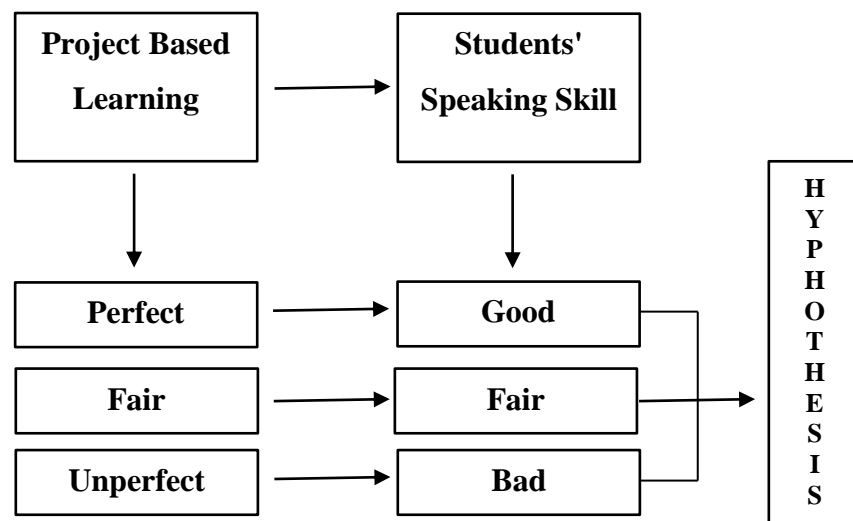 Project Based
Learning
Students'
Speaking Skill
Perfect
Good
Fair
Fair
Unperfect
Bad
H
Y
P
H
O
T
H
E
S
I
S